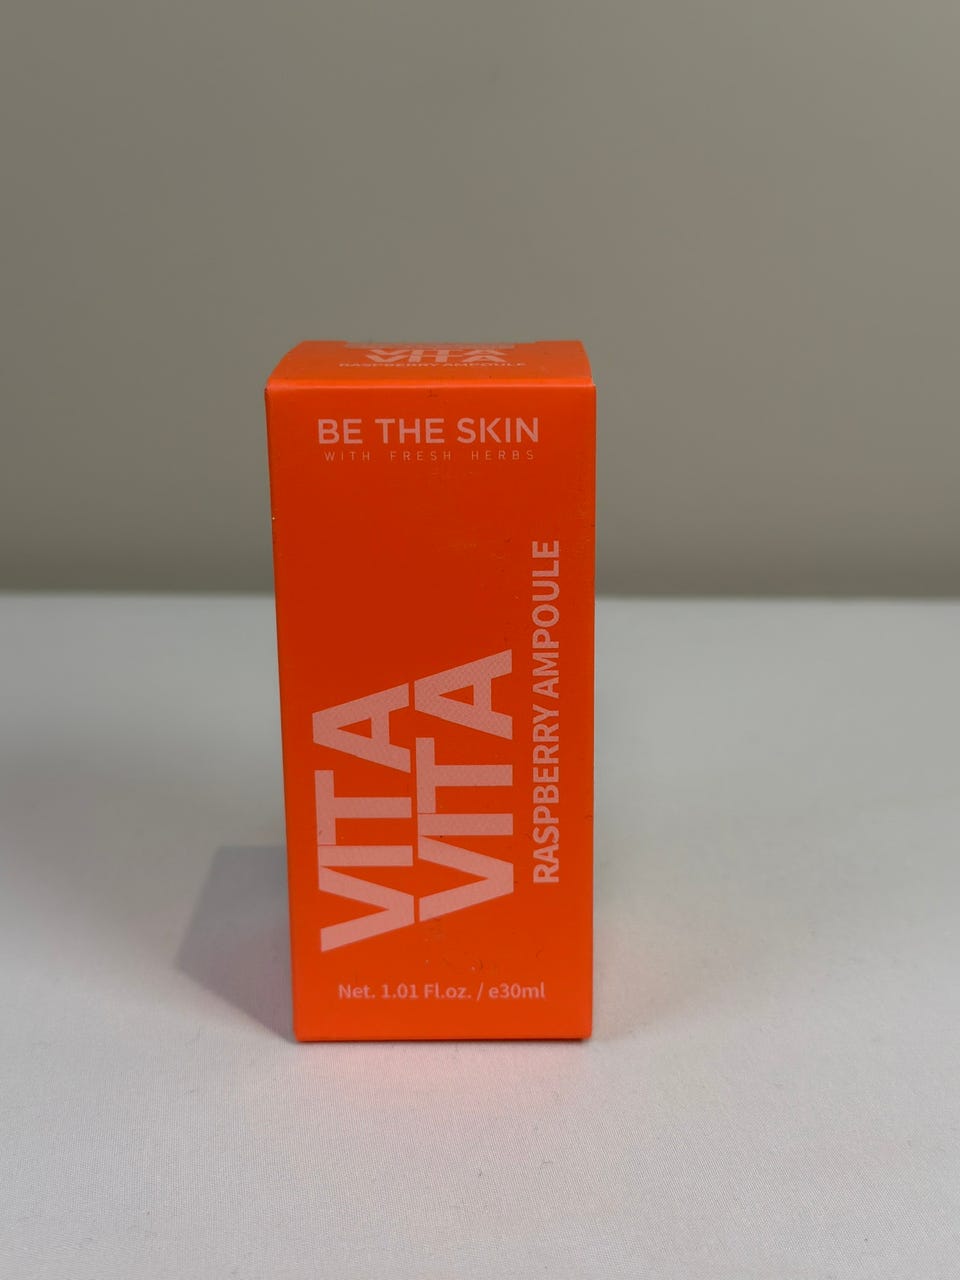 VITA
VITA
RASPBERRY AMPOULE
BE THE SKIN
WITH FRESH HERBS
VITA
VITA
RASPBERRY AMPOULE
Net. 1.01 Fl.oz. / e30ml